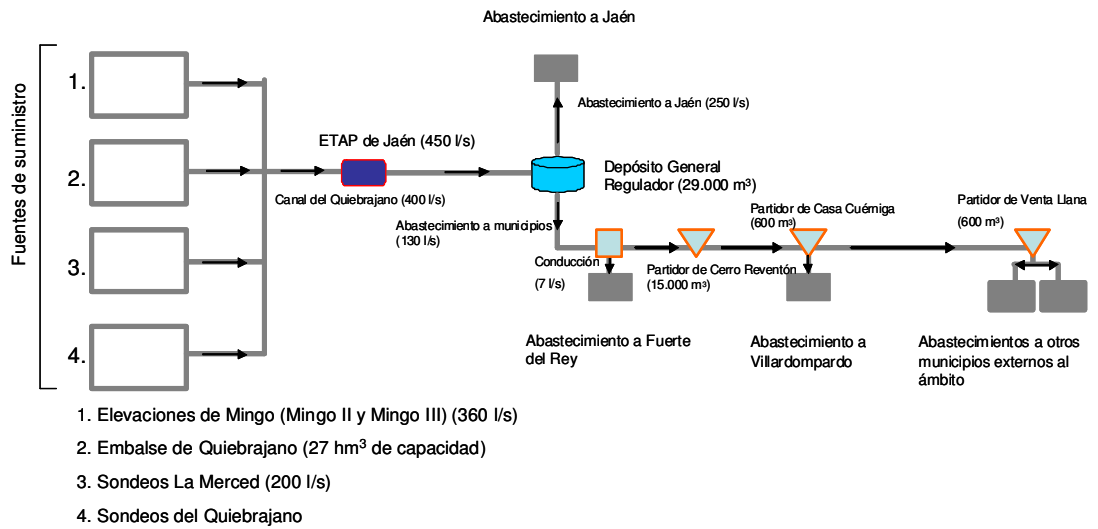 Abastecimiento a Jaén
Fuentes de suministro
1.
2.
3.
4.
ETAP de Jaén (450 l/s)
Canal del Quiebrajano (400 l/s)
Abastecimiento a Jaén (250 l/s)
Depósito General
Regulador (29.000 m³)
Abastecimiento a municipios
(130 l/s)
Conducción
(7 l/s)
Partidor de Cerro Reventón
(15.000 m³)
Partidor de Casa Cuérniga
(600 m³)
Partidor de Venta Llana
(600 m³)
Abastecimiento a Fuerte
del Rey
Abastecimiento a
Villardompardo
Abastecimientos a otros
municipios externos al
ámbito
1. Elevaciones de Mingo (Mingo II y Mingo III) (360 l/s)
2. Embalse de Quiebrajano (27 hm³ de capacidad)
3. Sondeos La Merced (200 l/s)
4. Sondeos del Quiebrajano